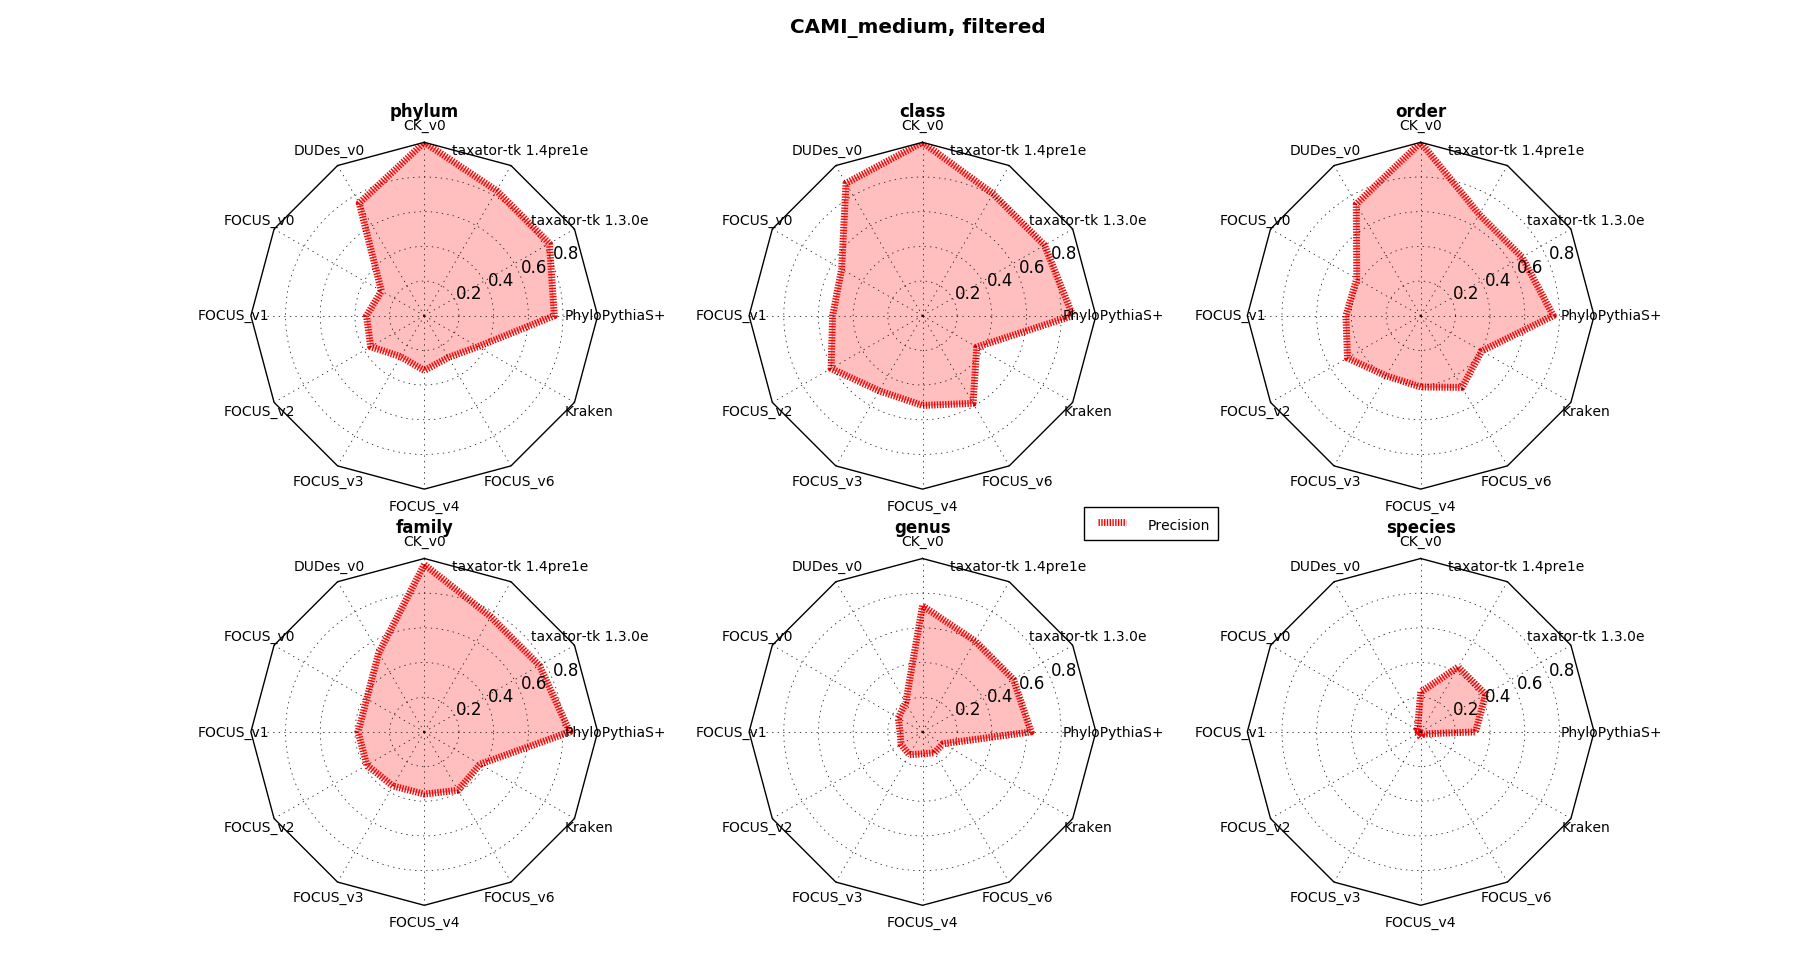 CAMI_medium, filtered
phylum
CK_v0
DUDes_v0
taxator-tk 1.4pre1e
FOCUS_v0
taxator-tk 1.3.0e
0.8
0.6
0.4
0.2
FOCUS_v1
PhyloPythiaS+
FOCUS_v2
Kraken
FOCUS_v3
FOCUS_v6
FOCUS_v4
class
CK_v0
DUDes_v0
taxator-tk 1.4pre1e
FOCUS_v0
taxator-tk 1.3.0e
0.8
0.6
0.4
0.2
FOCUS_v1
PhyloPythiaS+
FOCUS_v2
Kraken
FOCUS_v3
FOCUS_v6
FOCUS_v4
order
CK_v0
DUDes_v0
taxator-tk 1.4pre1e
FOCUS_v0
taxator-tk 1.3.0e
0.8
0.6
0.4
0.2
FOCUS_v1
PhyloPythiaS+
FOCUS_v2
Kraken
FOCUS_v3
FOCUS_v6
FOCUS_v4
Precision
family
CK_v0
DUDes_v0
taxator-tk 1.4pre1e
FOCUS_v0
taxator-tk 1.3.0e
0.8
0.6
0.4
0.2
FOCUS_v1
PhyloPythiaS+
FOCUS_v2
Kraken
FOCUS_v3
FOCUS_v6
FOCUS_v4
genus
CK_v0
DUDes_v0
taxator-tk 1.4pre1e
FOCUS_v0
taxator-tk 1.3.0e
0.8
0.6
0.4
0.2
FOCUS_v1
PhyloPythiaS+
FOCUS_v2
Kraken
FOCUS_v3
FOCUS_v6
FOCUS_v4
species
CK_v0
DUDes_v0
taxator-tk 1.4pre1e
FOCUS_v0
taxator-tk 1.3.0e
0.8
0.6
0.4
0.2
FOCUS_v1
PhyloPythiaS+
FOCUS_v2
Kraken
FOCUS_v3
FOCUS_v6
FOCUS_v4